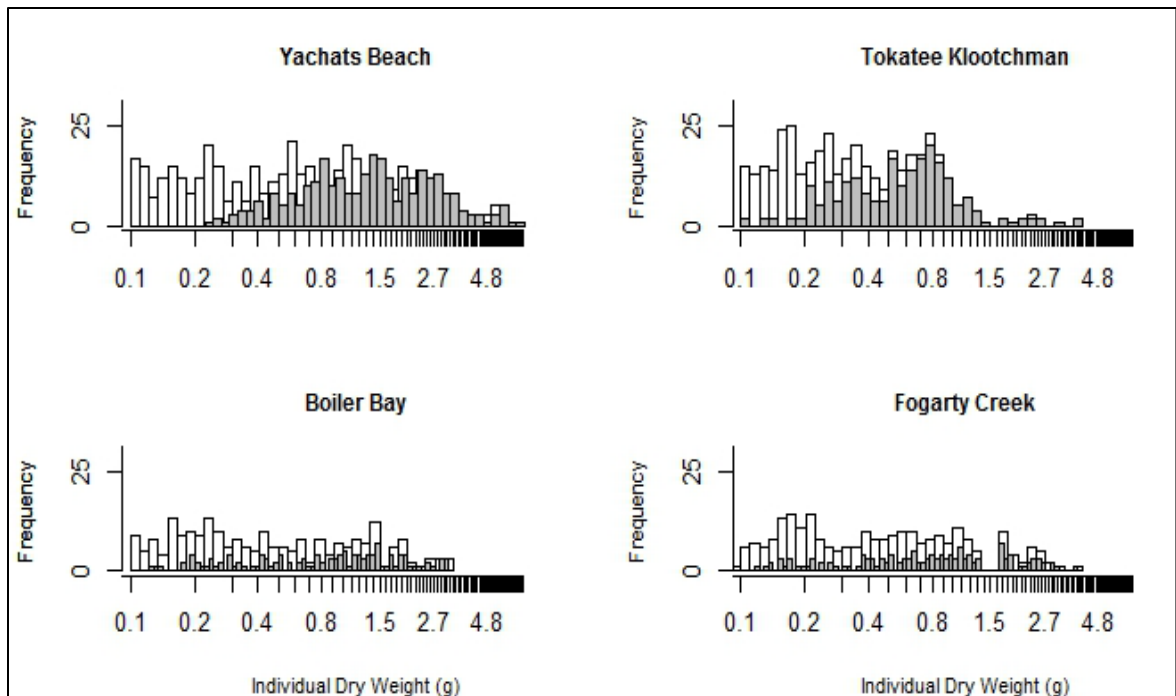 Yachats Beach
Frequency
25
0
0.1 0.2 0.4 0.8 1.5 2.7 4.8
Tokatee Klootchman
Frequency
25
0
0.1 0.2 0.4 0.8 1.5 2.7 4.8
Boiler Bay
Frequency
25
0
0.1 0.2 0.4 0.8 1.5 2.7 4.8
Individual Dry Weight (g)
Fogarty Creek
Frequency
25
0
0.1 0.2 0.4 0.8 1.5 2.7 4.8
Individual Dry Weight (g)